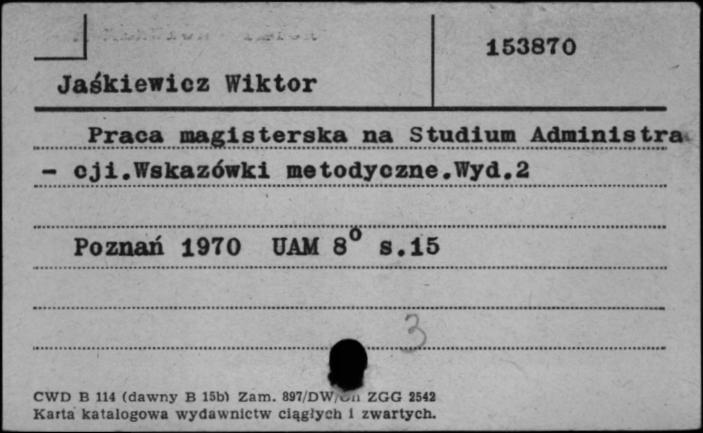 153870
Jaśkiewicz Wiktor
Praca magisterska na Studium Administra
- cji.Wskazówki metodyczne.Wyd.2
Poznań 1970 UAM 8° s.15
3
CWD B 114 (dawny B 15b) Zam. 897/DW/ ZGG 2542
Karta katalogowa wydawnictw ciągłych i zwartych.